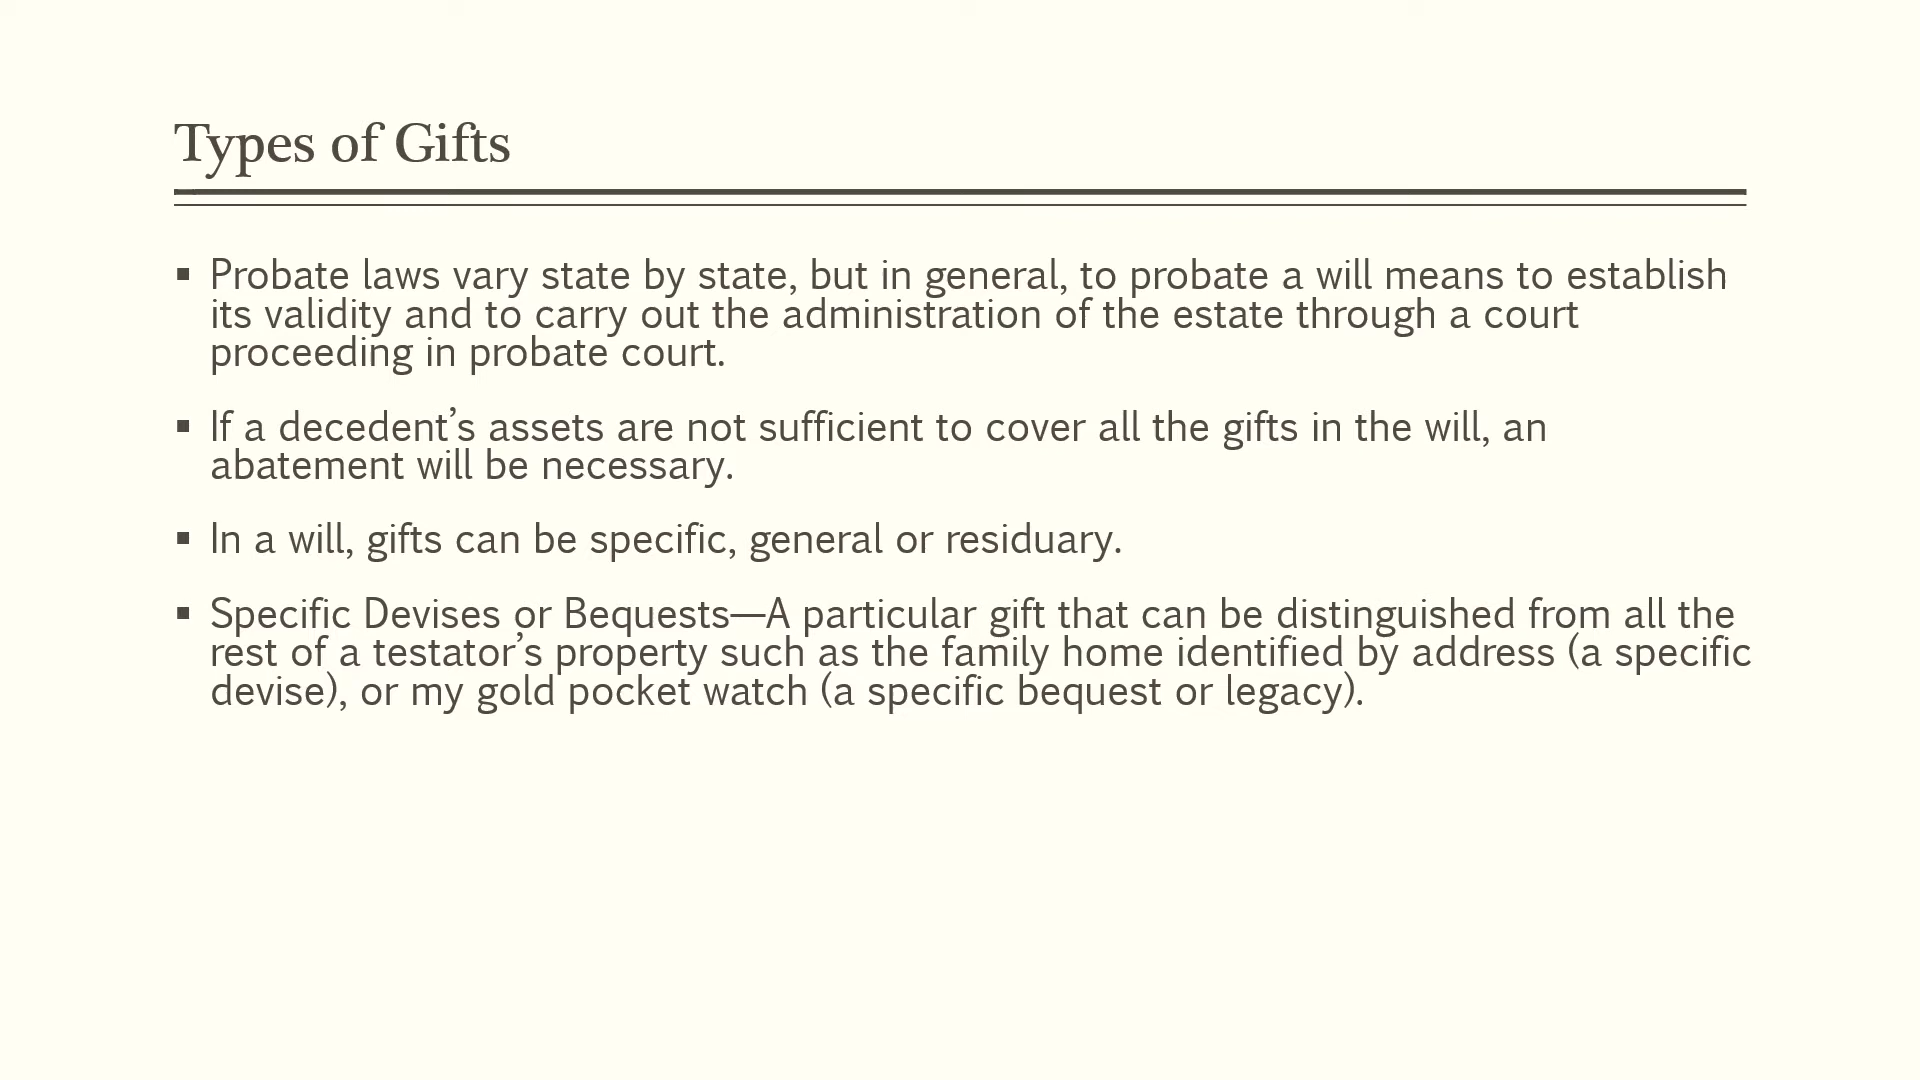 Types of Gifts
▪ Probate laws vary state by state, but in general, to probate a will means to establish
its validity and to carry out the administration of the estate through a court
proceeding in probate court.
▪ If a decedent’s assets are not sufficient to cover all the gifts in the will, an
abatement will be necessary.
▪ In a will, gifts can be specific, general or residuary.
▪ Specific Devises or Bequests—A particular gift that can be distinguished from all the
rest of a testator’s property such as the family home identified by address (a specific
devise), or my gold pocket watch (a specific bequest or legacy).